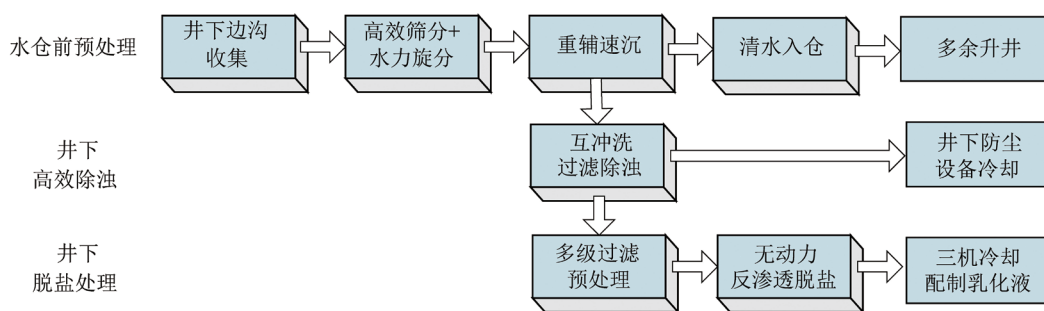 水仓前预处理
井下边沟
收集
高效筛分+
水力旋分
重辅速沉
清水入仓
多余升井
井下
高效除浊
互冲洗
过滤除浊
井下防尘
设备冷却
井下
脱盐处理
多级过滤
预处理
无动力
反渗透脱盐
三机冷却
配制乳化液